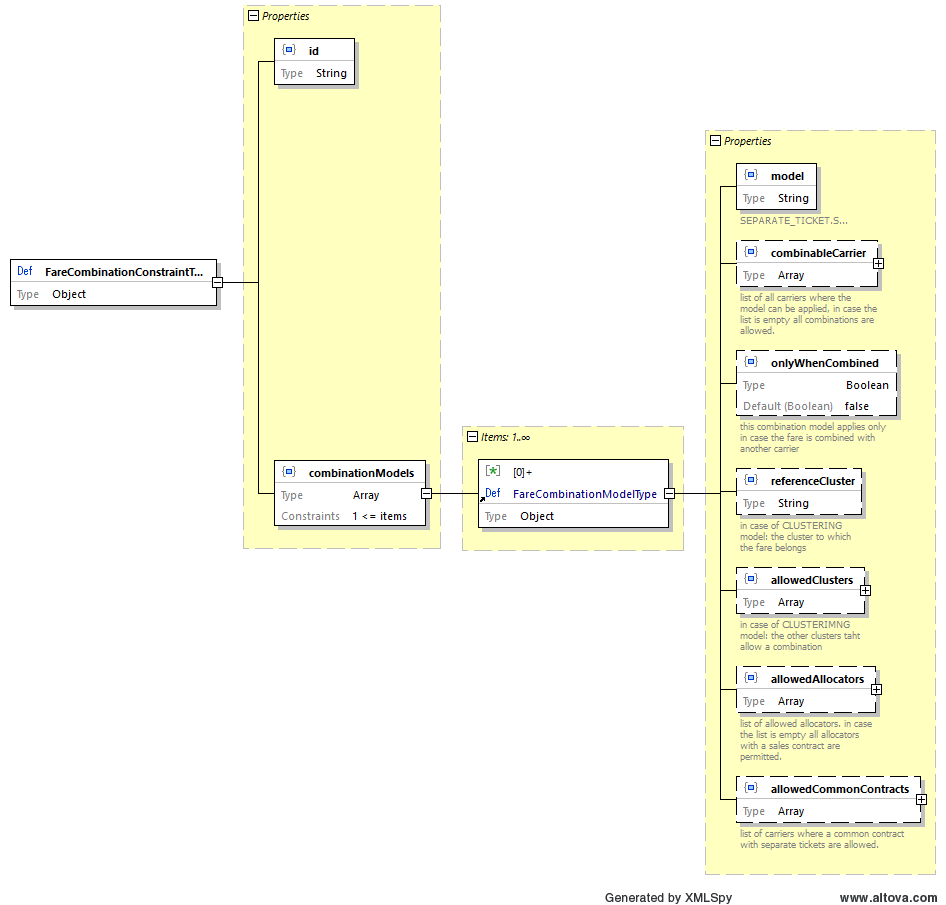 Properties
id
Type String
Def FareCombinationConstraintT...
Type Object
combinationModels
Type Array
Constraints 1 <= items
Items: 1..∞
[0]+
Def FareCombinationModelType
Type Object
Properties
model
Type String
SEPARATE_TICKET.S...
combinableCarrier
Type Array
list of all carriers where the
model can be applied, in case the
list is empty all combinations are
allowed.
onlyWhenCombined
Type Boolean
Default (Boolean) false
this combination model applies only
in case the fare is combined with
another carrier
referenceCluster
Type String
in case of CLUSTERING
model: the cluster to which
the fare belongs
allowedClusters
Type Array
in case of CLUSTERIMNG
model: the other clusters taht
allow a combination
allowedAllocators
Type Array
list of allowed allocators. in case
the list is empty all allocators
with a sales contract are
permitted.
allowedCommonContracts
Type Array
list of carriers where a common contract
with separate tickets are allowed.
Generated by XMLSpy www.altova.com